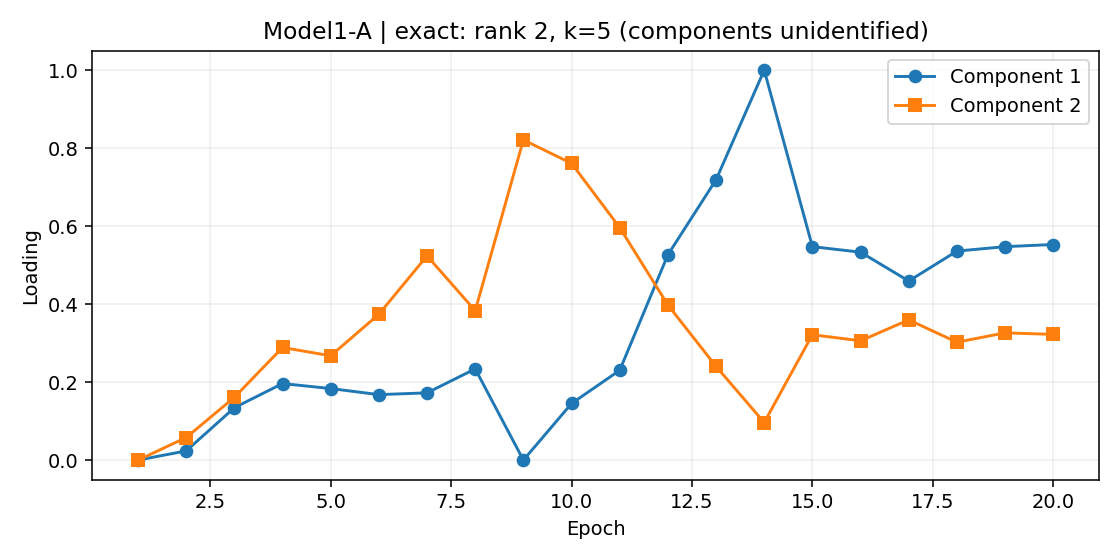 Model1-A | exact: rank 2, k=5 (components unidentified)
Component 1
Component 2
Loading
1.0
0.8
0.6
0.4
0.2
0.0
2.5 5.0 7.5 10.0 12.5 15.0 17.5 20.0
Epoch